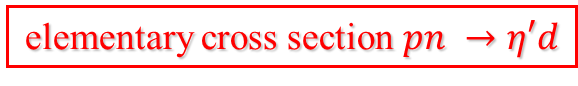 elementary cross section pn → η′d